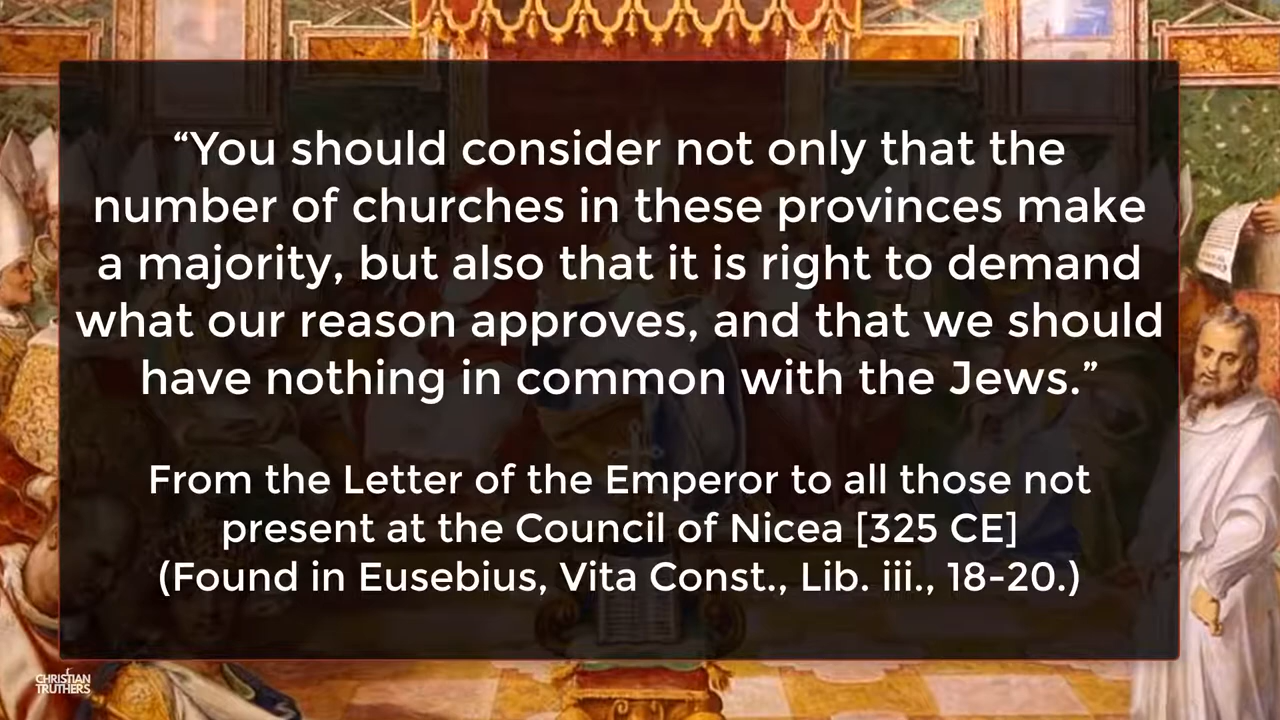 “You should consider not only that the
number of churches in these provinces make
a majority, but also that it is right to demand
what our reason approves, and that we should
have nothing in common with the Jews.”
From the Letter of the Emperor to all those not
present at the Council of Nicea [325 CE]
(Found in Eusebius, Vita Const., Lib. iii., 18-20.)
CHRISTIAN
TRUTHERS